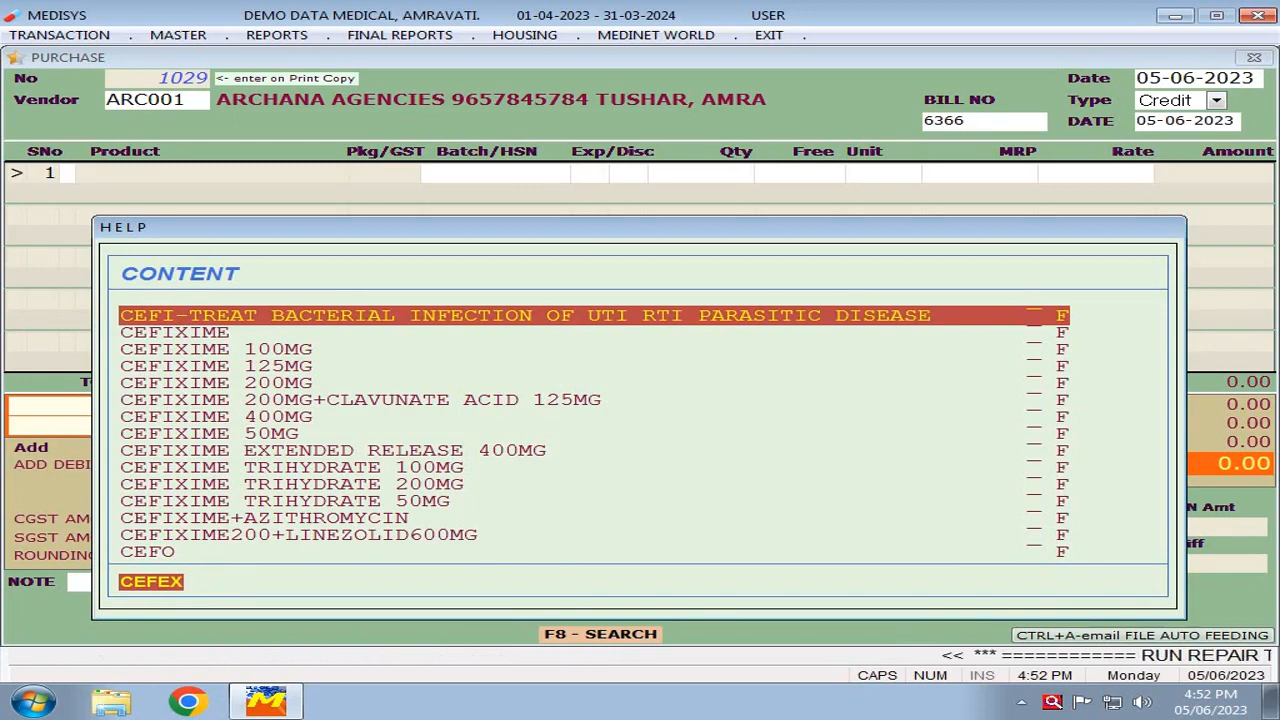 MEDISYS DEMO DATA MEDICAL, AMRAVATI. 01-04-2023 - 31-03-2024 USER
TRANSACTION . MASTER . REPORTS . FINAL REPORTS . HOUSING . MEDINET WORLD . EXIT .
PURCHASE
No 1029 <- enter on Print Copy Date 05-06-2023
Vendor ARC001 ARCHANA AGENCIES 9657845784 TUSHAR, AMRA BILL NO Type Credit
6366 DATE 05-06-2023
SNo Product Pkg/GST Batch/HSN Exp/Disc Qty Free Unit MRP Rate Amount
> 1
HELP
CONTENT
CEFI-TREAT BACTERIAL INFECTION OF UTI RTI PARASITIC DISEASE _ F
CEFIXIME _ F
CEFIXIME 100MG _ F
CEFIXIME 125MG _ F
CEFIXIME 200MG _ F
CEFIXIME 200MG+CLAVUNATE ACID 125MG _ F
CEFIXIME 400MG _ F
CEFIXIME 50MG _ F
CEFIXIME EXTENDED RELEASE 400MG _ F
CEFIXIME TRIHYDRATE 100MG _ F
CEFIXIME TRIHYDRATE 200MG _ F
CEFIXIME TRIHYDRATE 50MG _ F
CEFIXIME+AZITHROMYCIN _ F
CEFIXIME200+LINEZOLID600MG _ F
CEFO _ F
CEFEX
0.00
0.00
0.00
0.00
Add
ADD DEBI 0.00
N Amt
CGST AM
SGST AM iff
ROUNDING
NOTE
F8 - SEARCH
CTRL+A-email FILE AUTO FEEDING
<< *** ============ RUN REPAIR T
CAPS NUM INS 4:52 PM Monday 05/06/2023
4:52 PM
05/06/2023